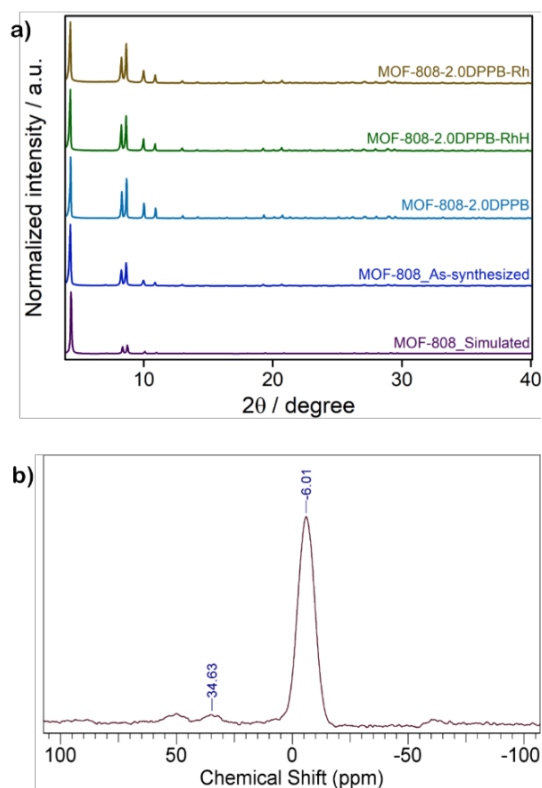 a)
Normalized intensity / a.u.
MOF-808-2.0DPPB-Rh
MOF-808-2.0DPPB-RhH
MOF-808-2.0DPPB
MOF-808_As-synthesized
MOF-808_Simulated
10 20 30 40
2θ / degree
b)
-6.01
34.63
100 50 0 -50 -100
Chemical Shift (ppm)